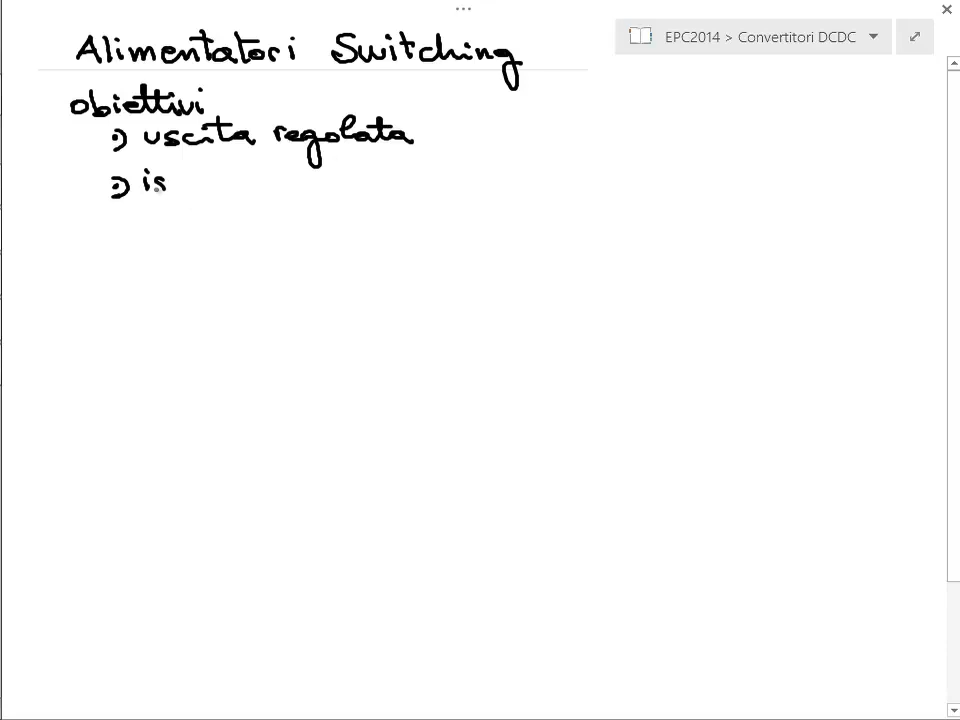 EPC2014 > Convertitori DCDC
Alimentatori Switching
obiettivi
·) uscita regolata
·) is